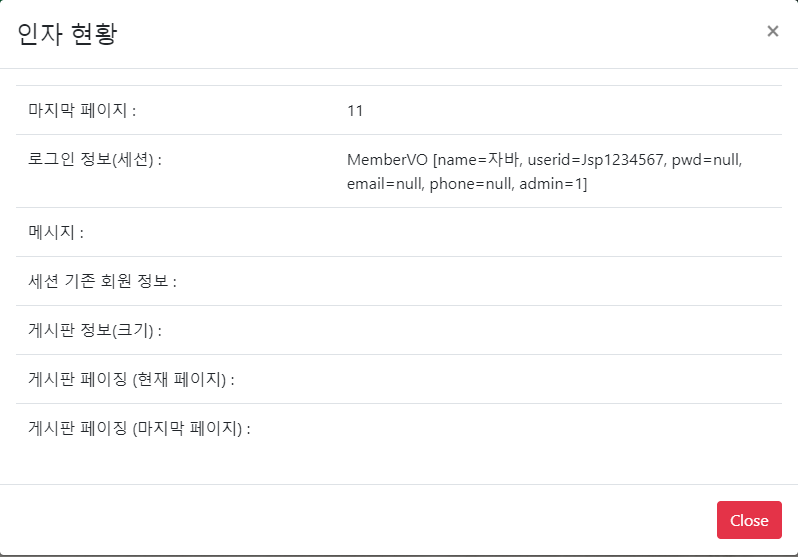 인자 현황
×
마지막 페이지 : 11
로그인 정보(세션) : MemberVO [name=자바, userid=Jsp1234567, pwd=null,
email=null, phone=null, admin=1]
메시지 :
세션 기존 회원 정보 :
게시판 정보(크기) :
게시판 페이징 (현재 페이지) :
게시판 페이징 (마지막 페이지) :
Close